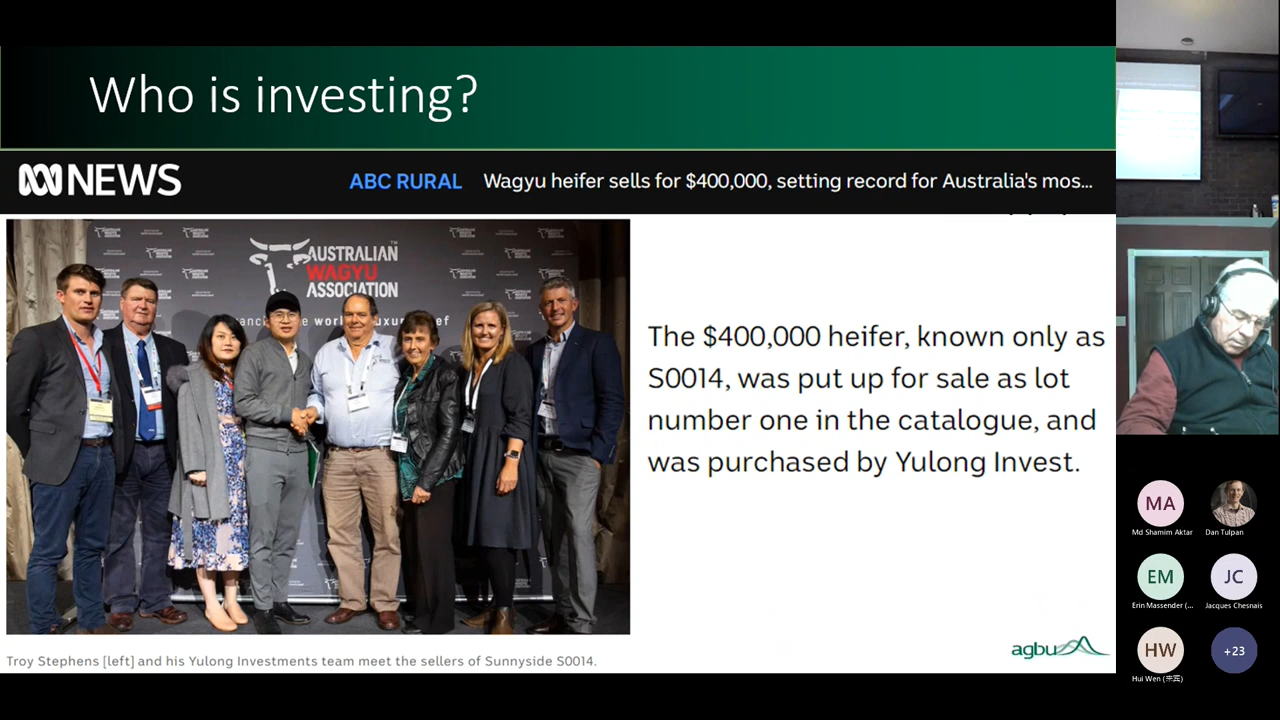 Who is investing?
NEWS
ABC RURAL Wagyu heifer sells for $400,000, setting record for Australia's mos...
AUSTRALIAN
WAGYU
ASSOCIATION
The $400,000 heifer, known only as
S0014, was put up for sale as lot
number one in the catalogue, and
was purchased by Yulong Invest.
agbu
Troy Stephens [left] and his Yulong Investments team meet the sellers of Sunnyside S0014.
MA
Md Shamim Aktar
Dan Tulpan
EM
Erin Massender (...
JC
Jacques Chesnais
HW
Hui Wen
+23